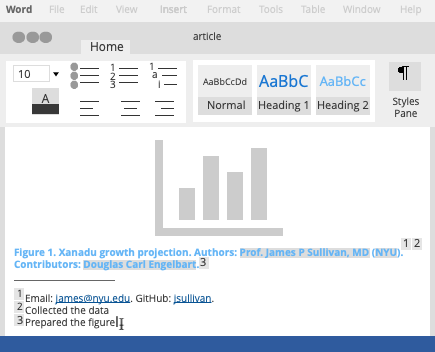 Word File Edit View Insert Format Tools Table Window Help
article
Home
10
A
1
2
3
1
a
i
AaBbCcDd AaBbC AaBbCc
Normal Heading 1 Heading 2
¶
Styles
Pane
Figure 1. Xanadu growth projection. Authors: Prof. James P Sullivan, MD (NYU). 1 2
Contributors: Douglas Carl Engelbart. 3
1 Email: james@nyu.edu. GitHub: jsullivan.
2 Collected the data
3 Prepared the figure